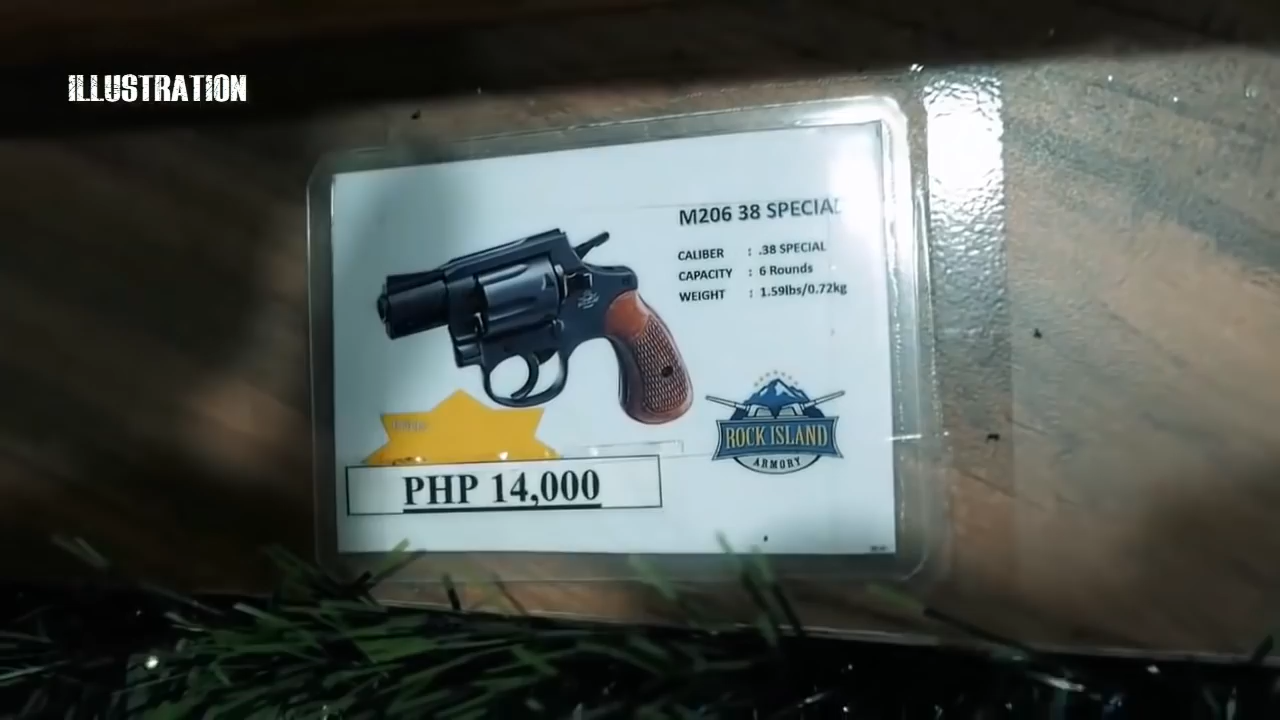 ILLUSTRATION
M206 38 SPECIAL
CALIBER : .38 SPECIAL
CAPACITY : 6 Rounds
WEIGHT : 1.59lbs/0.72kg
ROCK ISLAND
ARMORY
PHP 14,000